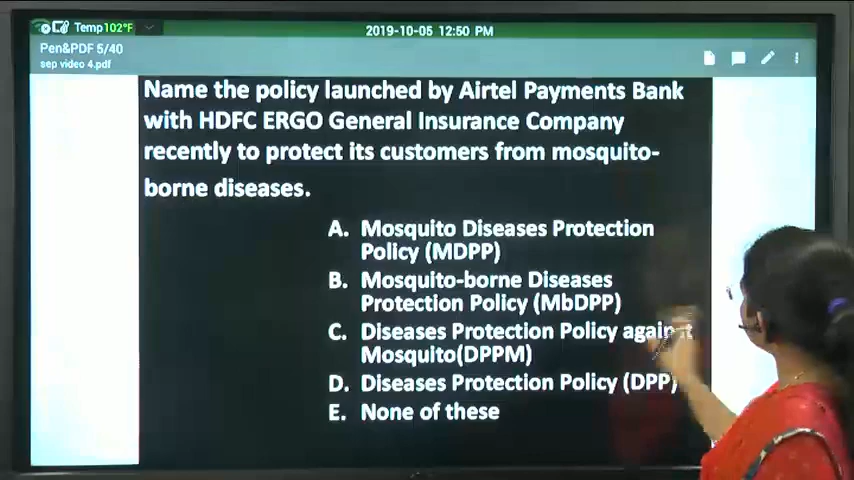 Temp102°F
2019-10-05 12:50 PM
Pen&PDF 5/40
sep video 4.pdf
Name the policy launched by Airtel Payments Bank
with HDFC ERGO General Insurance Company
recently to protect its customers from mosquito-
borne diseases.
A. Mosquito Diseases Protection
Policy (MDPP)
B. Mosquito-borne Diseases
Protection Policy (MbDPP)
C. Diseases Protection Policy against
Mosquito(DPPM)
D. Diseases Protection Policy (DPP)
E. None of these